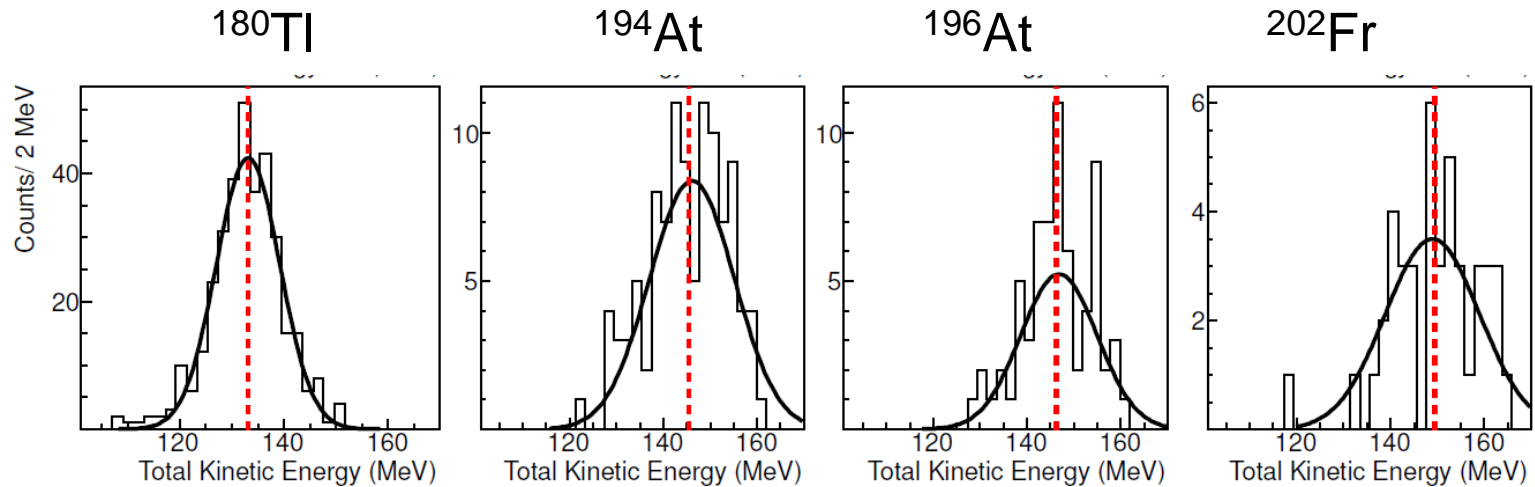 ¹⁸⁰Tl ¹⁹⁴At ¹⁹⁶At ²⁰²Fr
Counts/ 2 MeV
40
20
120 140 160
Total Kinetic Energy (MeV)
10
5
120 140 160
Total Kinetic Energy (MeV)
10
5
120 140 160
Total Kinetic Energy (MeV)
6
4
2
120 140 160
Total Kinetic Energy (MeV)